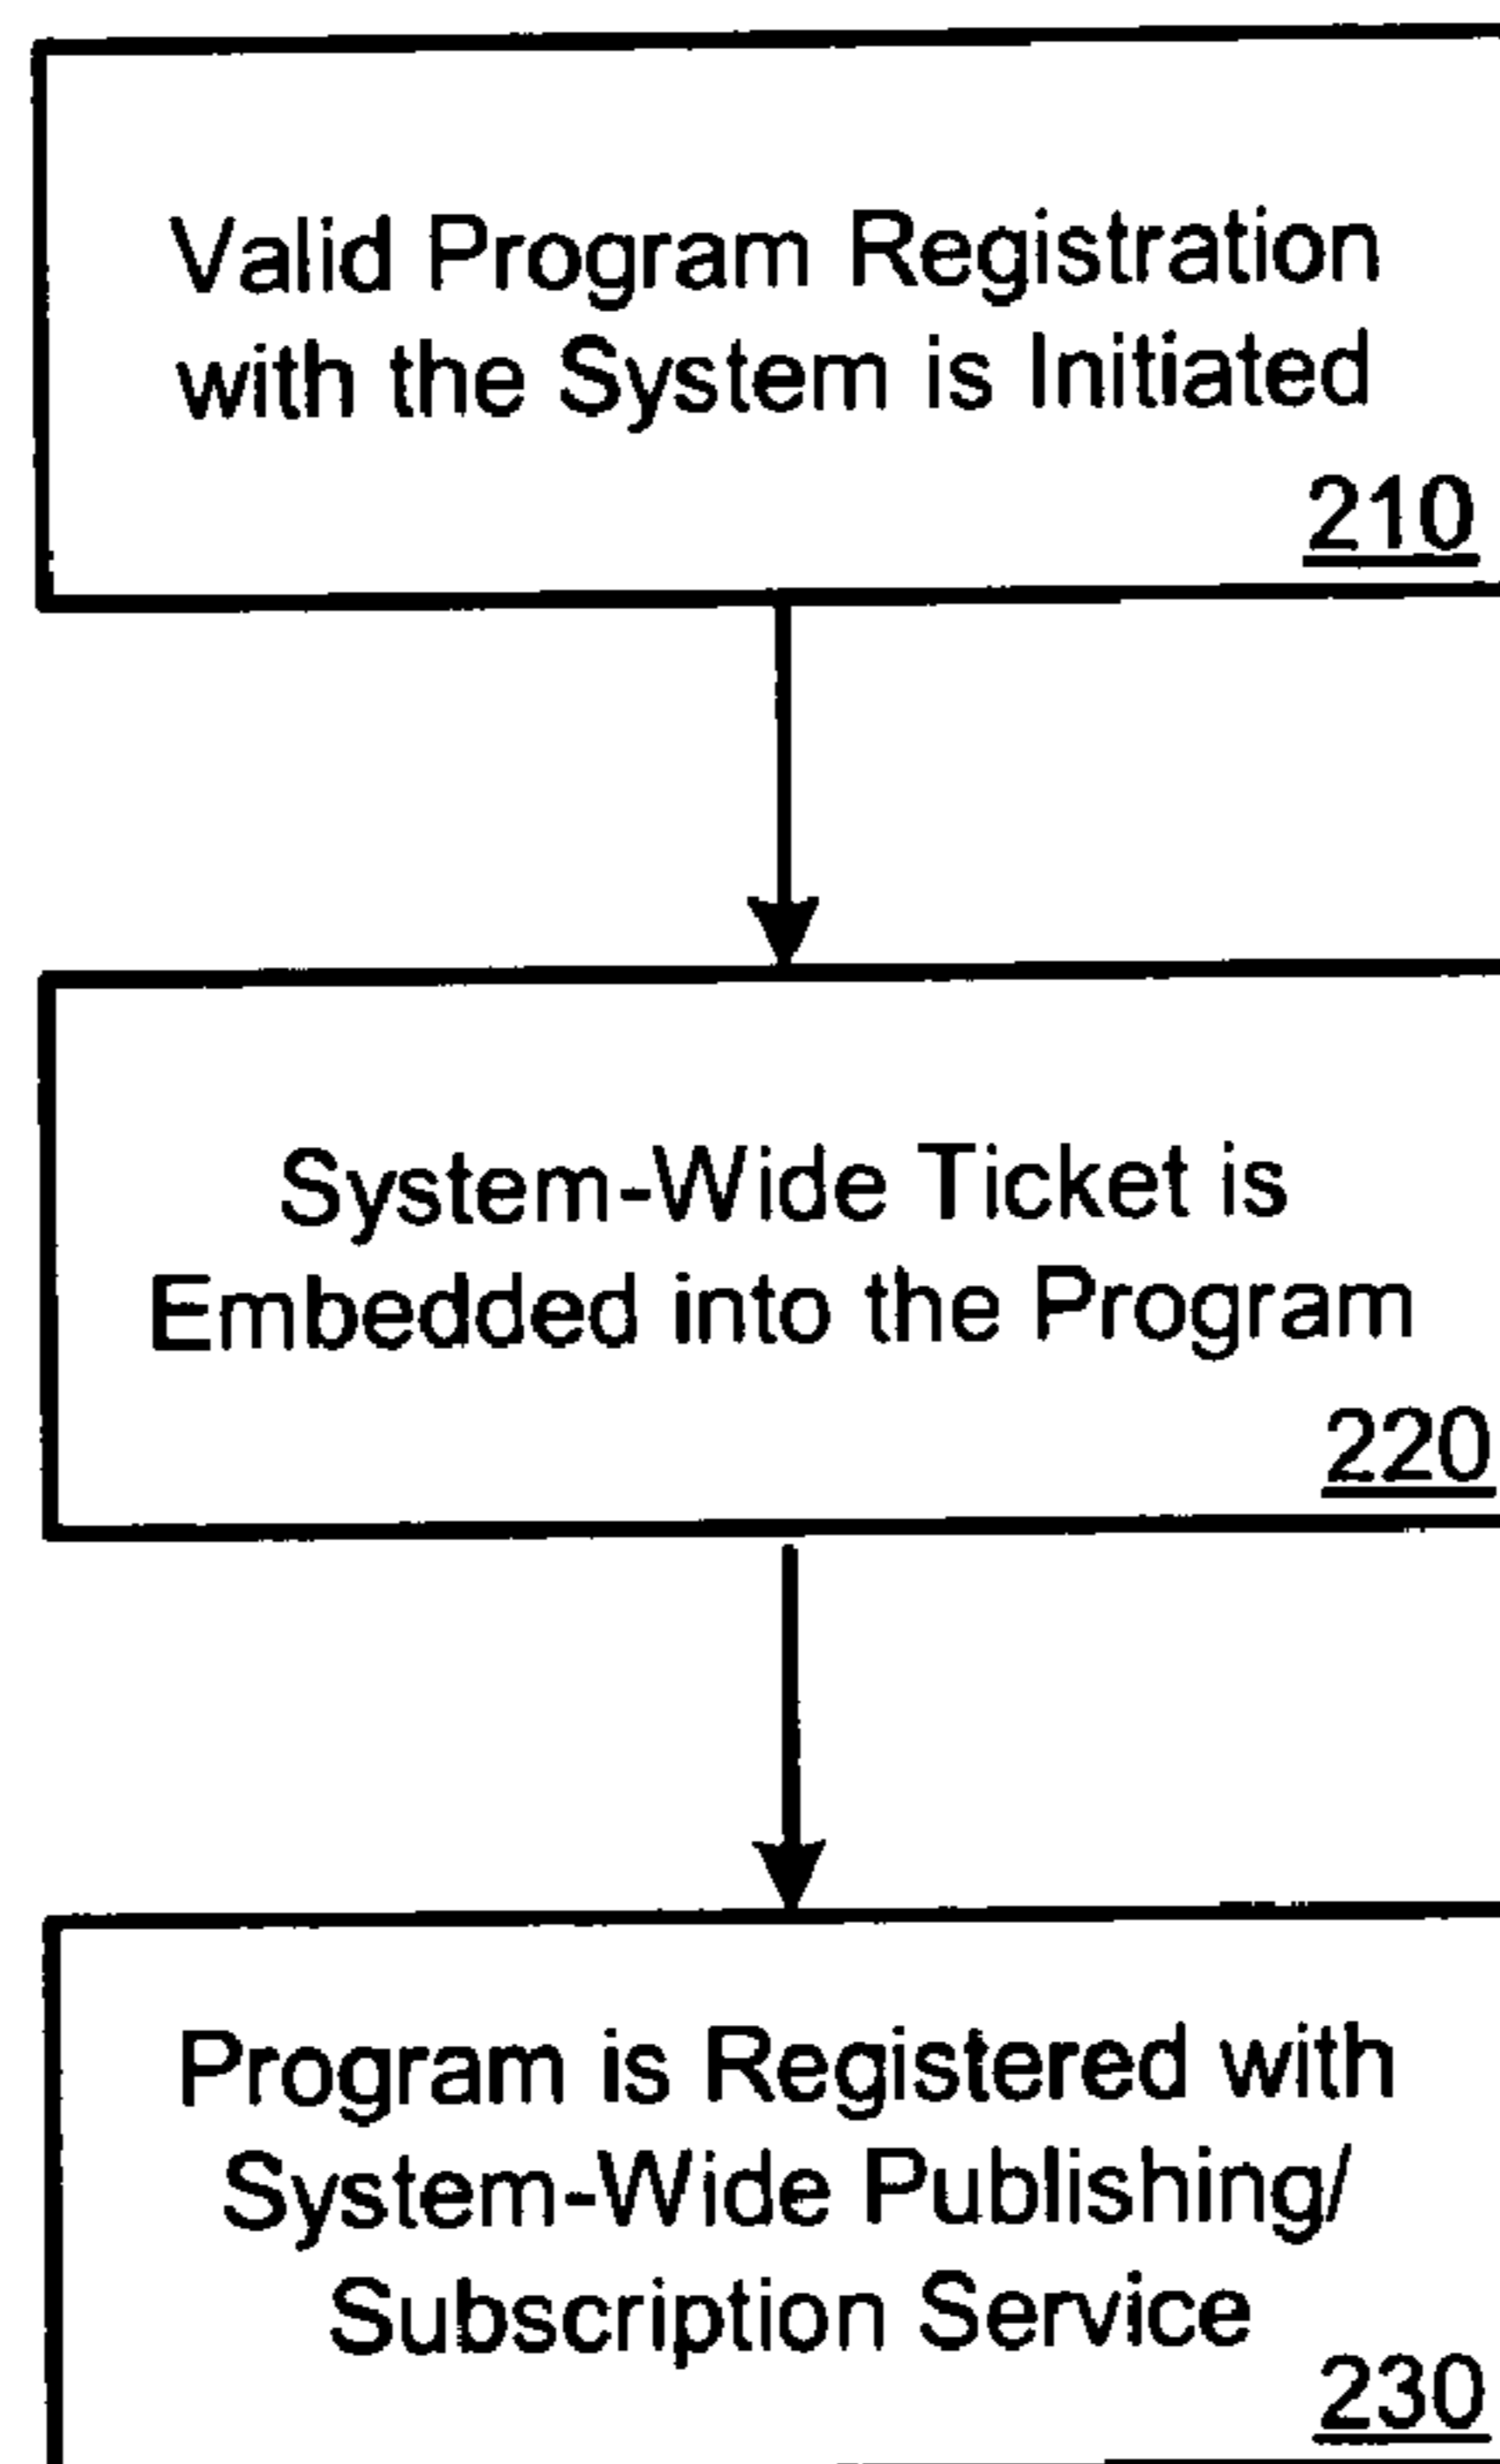 Valid Program Registration
with the System is Initiated
210
System-Wide Ticket is
Embedded into the Program
220
Program is Registered with
System-Wide Publishing/
Subscription Service
230